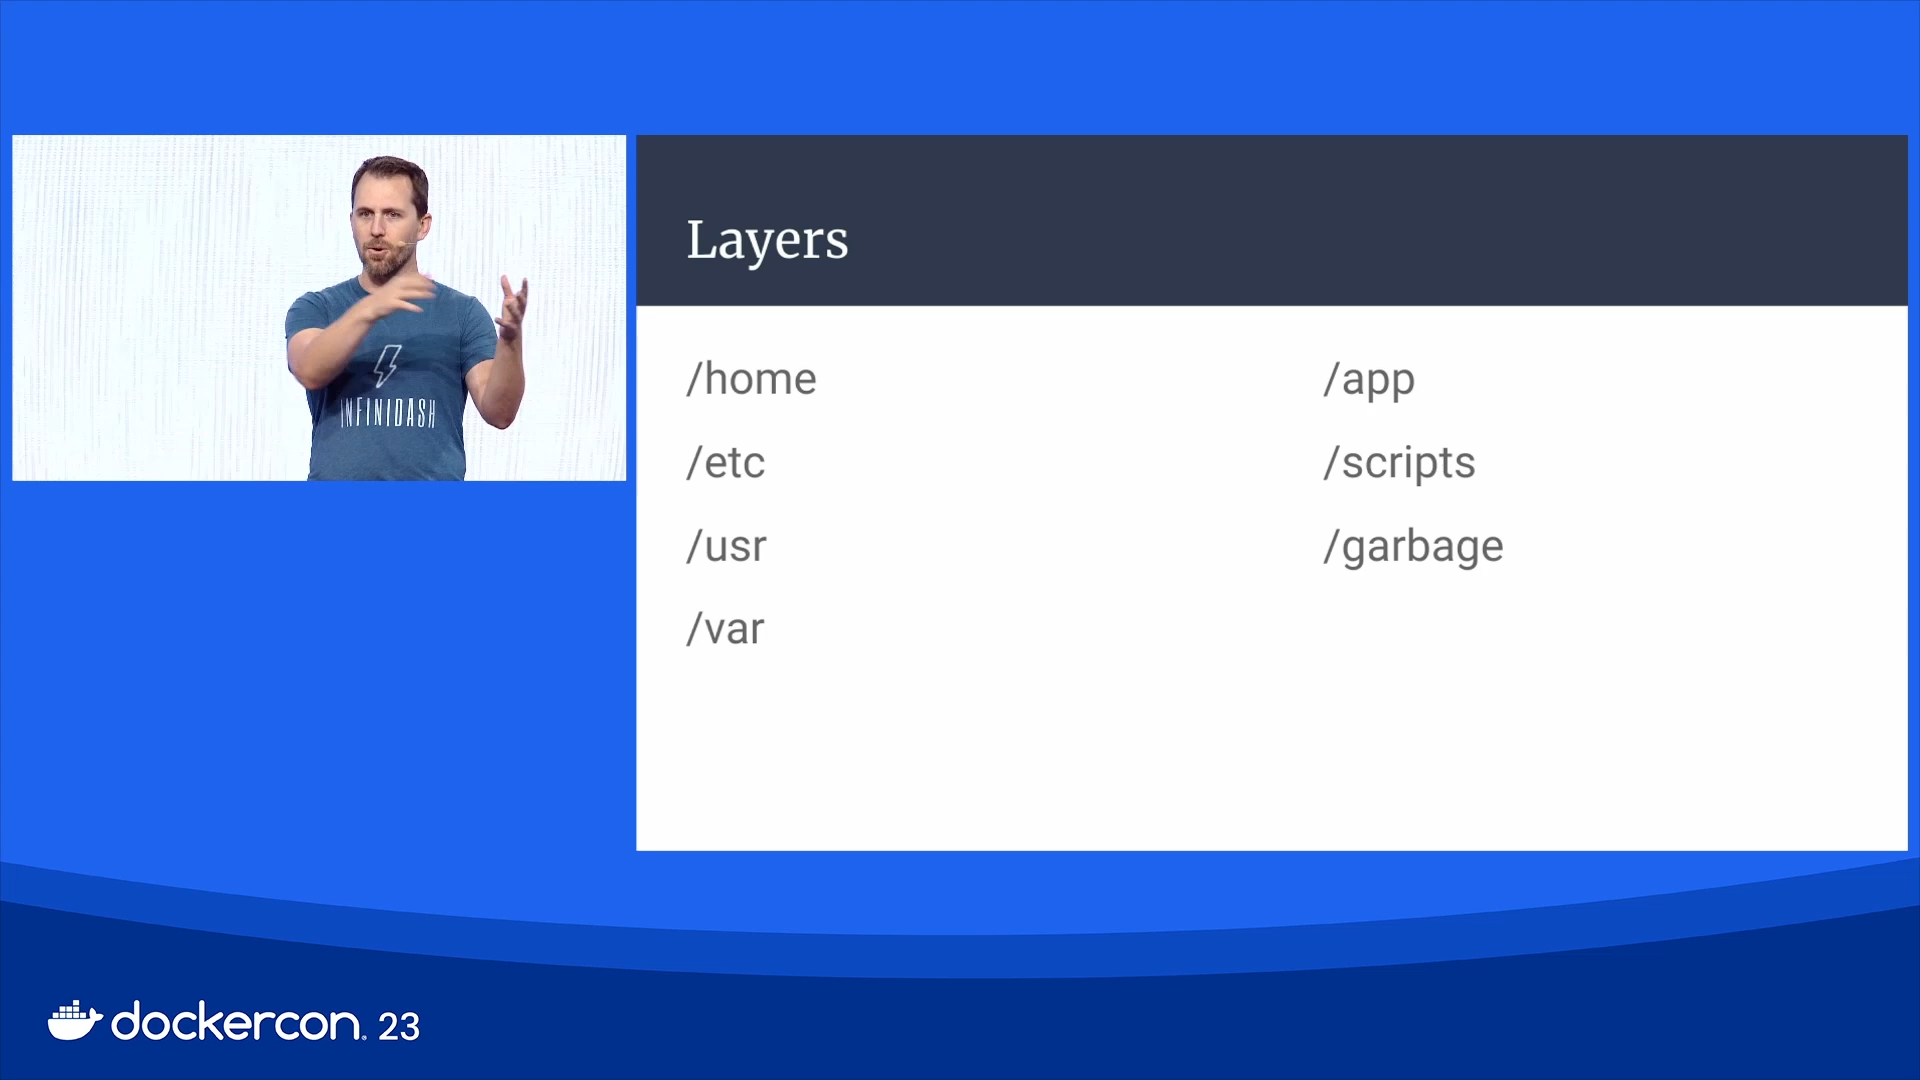 INFINIDASH
Layers
/home
/etc
/usr
/var
/app
/scripts
/garbage
dockercon. 23